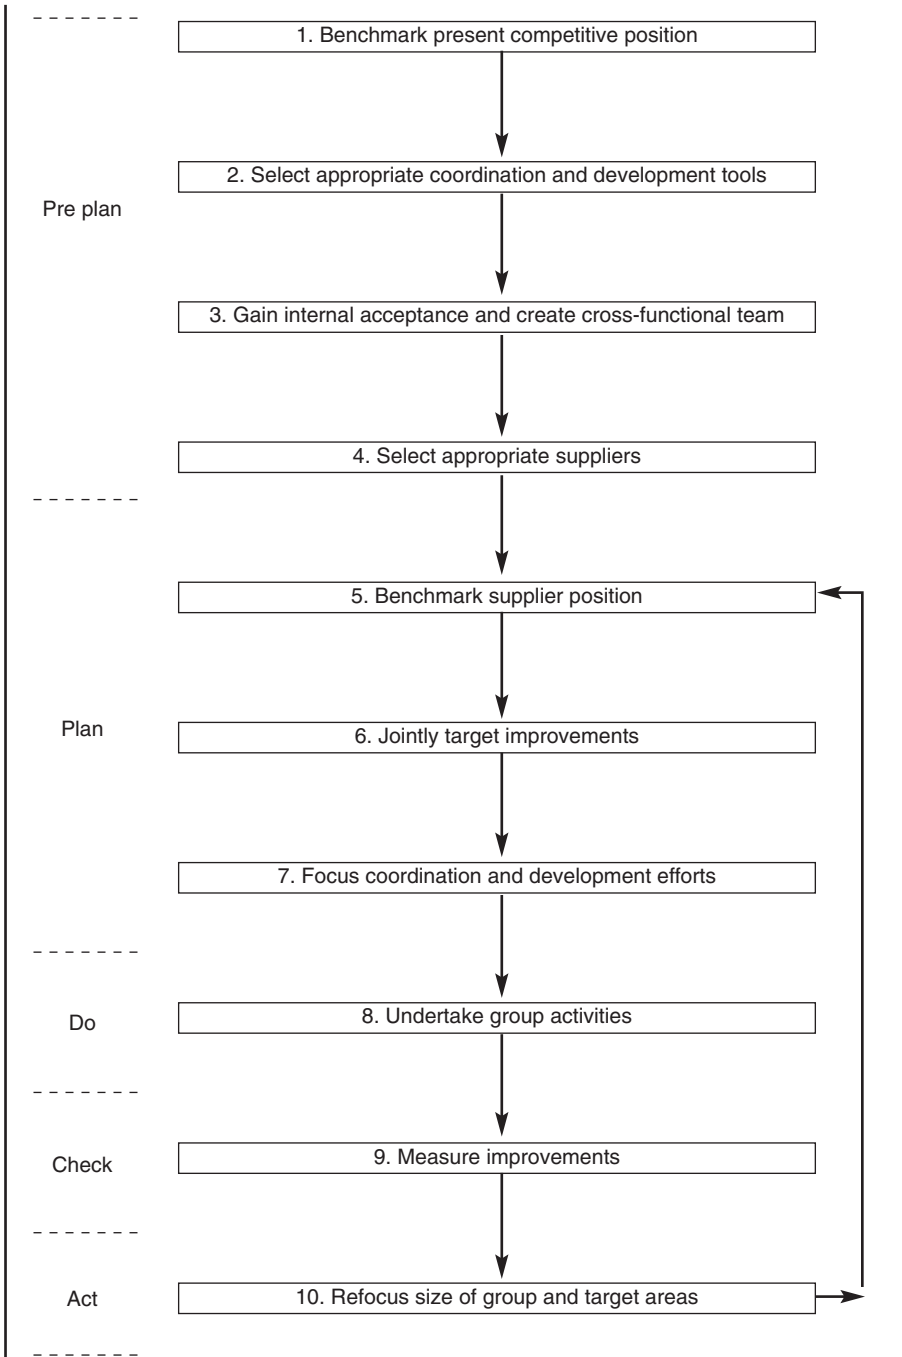 1. Benchmark present competitive position
2. Select appropriate coordination and development tools
Pre plan
3. Gain internal acceptance and create cross-functional team
4. Select appropriate suppliers
5. Benchmark supplier position
Plan
6. Jointly target improvements
7. Focus coordination and development efforts
Do
8. Undertake group activities
Check
9. Measure improvements
Act
10. Refocus size of group and target areas